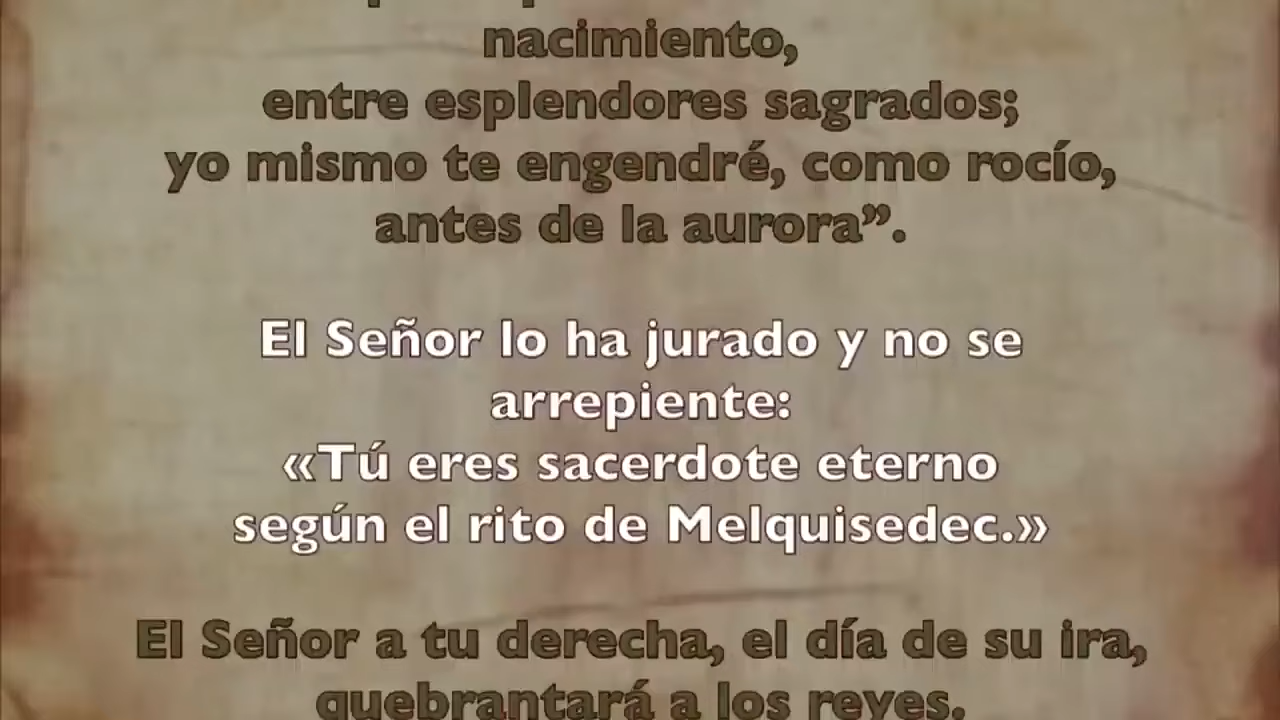 nacimiento,
entre esplendores sagrados;
yo mismo te engendré, como rocío,
antes de la aurora”.
El Señor lo ha jurado y no se
arrepiente:
«Tú eres sacerdote eterno
según el rito de Melquisedec.»
El Señor a tu derecha, el día de su ira,
quebrantará a los reyes.